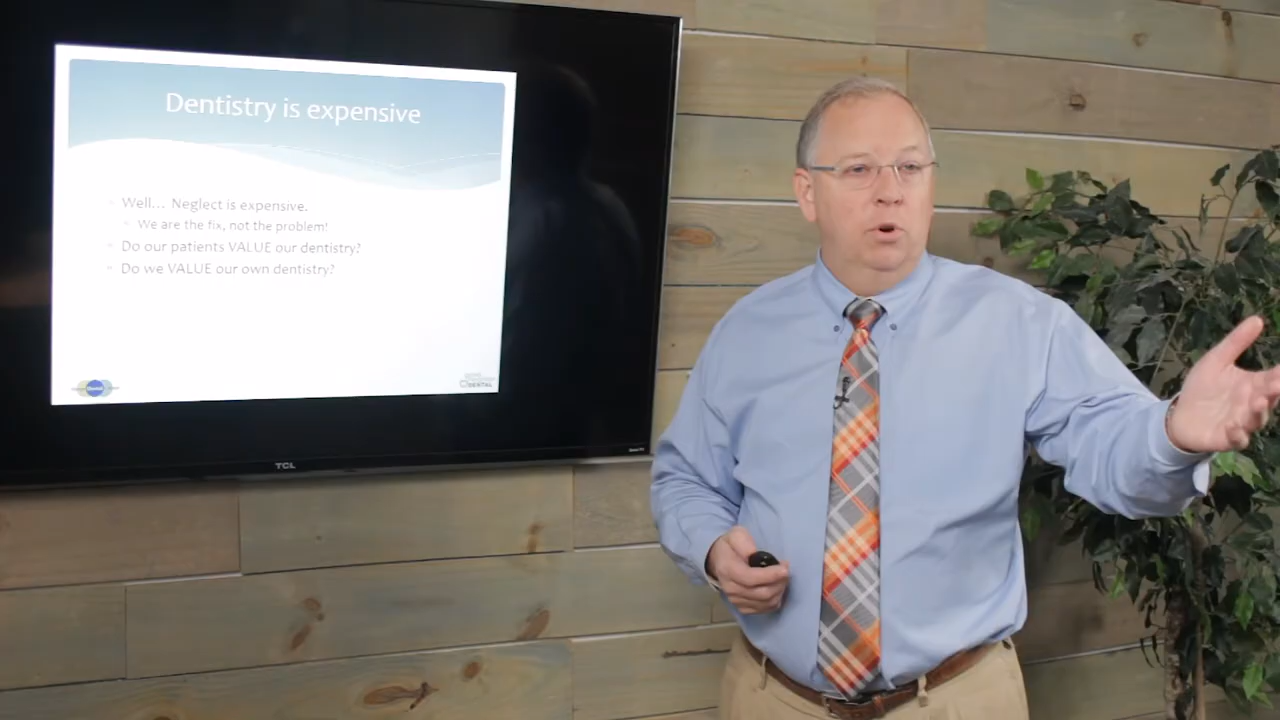 Dentistry is expensive
Well... Neglect is expensive.
We are the fix, not the problem!
Do our patients VALUE our dentistry?
Do we VALUE our own dentistry?
DENTAL
TCL